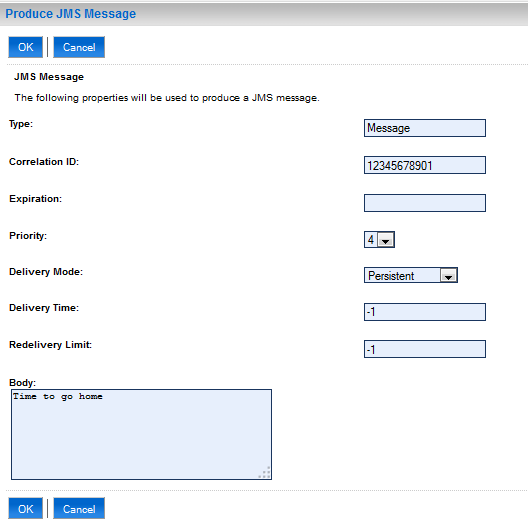 Produce JMS Message
OK Cancel
JMS Message
The following properties will be used to produce a JMS message.
Type: Message
Correlation ID: 12345678901
Expiration:
Priority: 4
Delivery Mode: Persistent
Delivery Time: -1
Redelivery Limit: -1
Body:
Time to go home
OK Cancel